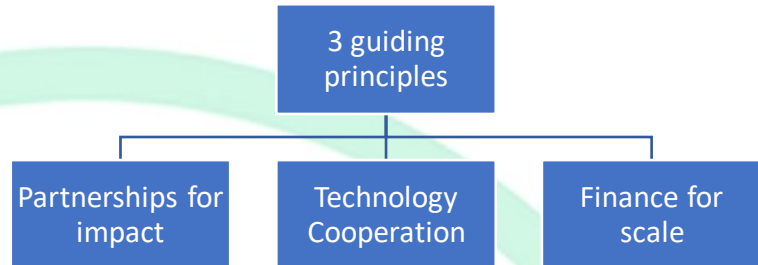 3 guiding
principles
Partnerships for
impact
Technology
Cooperation
Finance for
scale